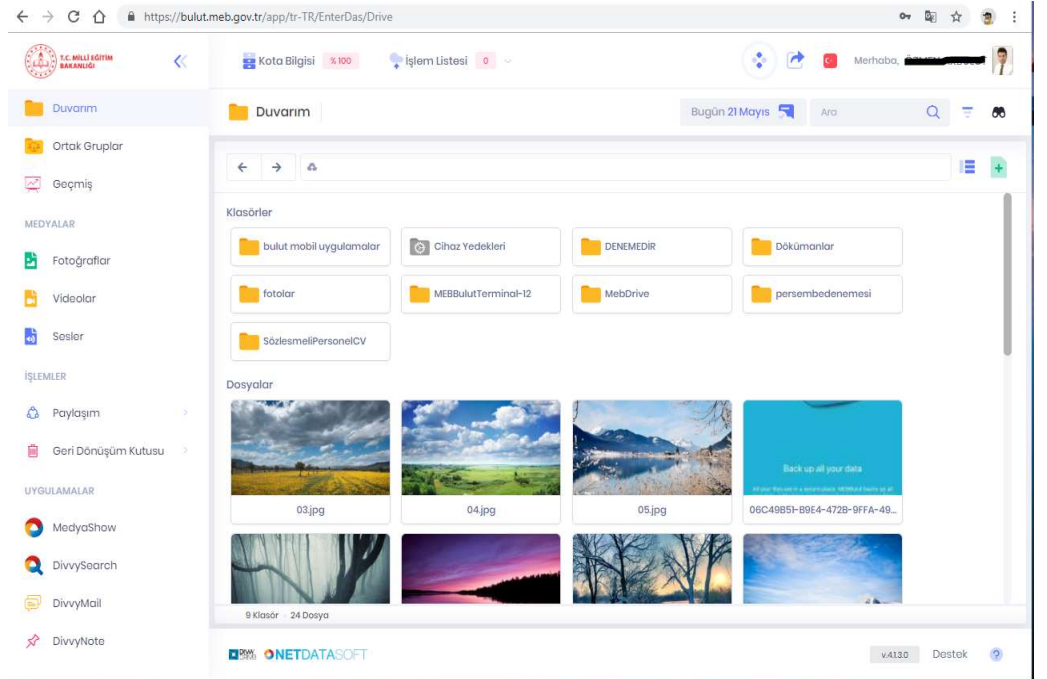 https://bulut.meb.gov.tr/app/tr-TR/EnterDas/Drive
T.C. MİLLİ EĞİTİM
BAKANLIĞI
Kota Bilgisi %100 İşlem Listesi 0
Merhaba,
Duvarım
Ortak Gruplar
Geçmiş
MEDYALAR
Fotoğraflar
Videolar
Sesler
İŞLEMLER
Paylaşım
Geri Dönüşüm Kutusu
UYGULAMALAR
MedyaShow
DivvySearch
DivvyMail
DivvyNote
Duvarım
Bugün 21 Mayıs
Ara
Klasörler
bulut mobil uygulamalar
Cihaz Yedekleri
DENEMEDİR
Dökümanlar
fotolar
MEBBulutTerminal-12
MebDrive
persembedenemesi
SözlesmeliPersonelCV
Dosyalar
Back up all your data
03.jpg
04.jpg
05.jpg
06C49B51-B9E4-472B-9FFA-49...
9 Klasör 24 Dosya
NETDATASOFT
v.4.1.3.0
Destek